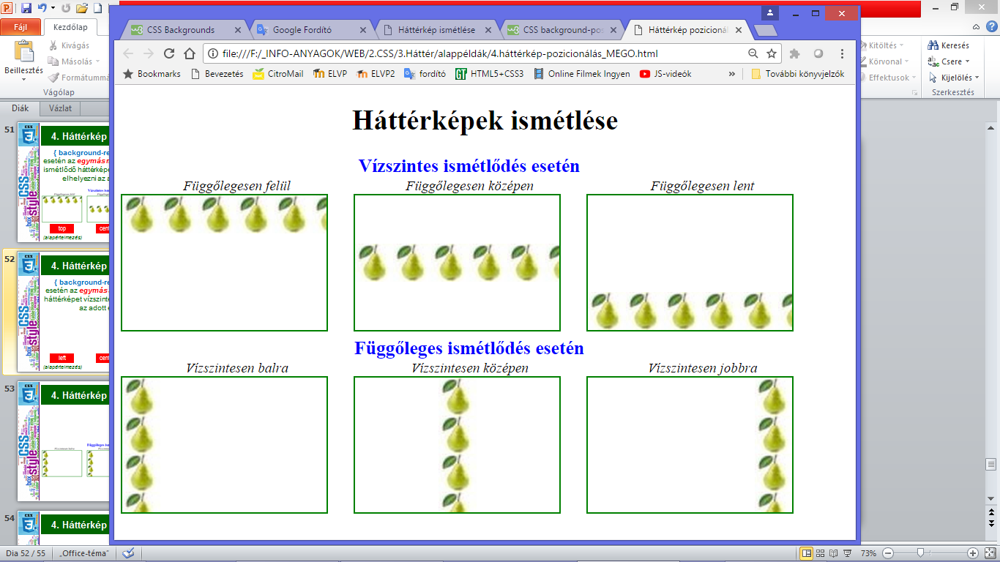 Fájl
Kezdőlap
Beillesztés
Kivágás
Másolás
Formátummá
Vágólap
Kitöltés
Körvonal
Effektusok
Keresés
Csere
Kijelölés
Szerkesztés
CSS Backgrounds
Google Fordító
Háttérkép ismétlése
CSS background-pos
Háttérkép pozicionál
file:///F:/_INFO-ANYAGOK/WEB/2.CSS/3.Háttér/alappéldák/4.háttérkép-pozicionálás_MEGO.html
Bookmarks
Bevezetés
CitroMail
ELVP
ELVP2
fordító
HTML5+CSS3
Online Filmek Ingyen
JS-videók
»
További könyvjelzők
Diák
Vázlat
51
4. Háttérkép
{ background-re
esetén az egymás
ismétlődő háttérképe
elhelyezni az a
top
cent
(alapértelmezés)
52
4. Háttérkép
{ background-re
esetén az egymás
háttérképet vízszinte
az adott e
left
cent
(alapértelmezés)
53
4. Háttérkép
54
4. Háttérkép
Háttérképek ismétlése
Vízszintes ismétlődés esetén
Függőlegesen felül
Függőlegesen középen
Függőlegesen lent
Függőleges ismétlődés esetén
Vízszintesen balra
Vízszintesen középen
Vízszintesen jobbra
Dia 52 / 55
„Office-téma”
73%